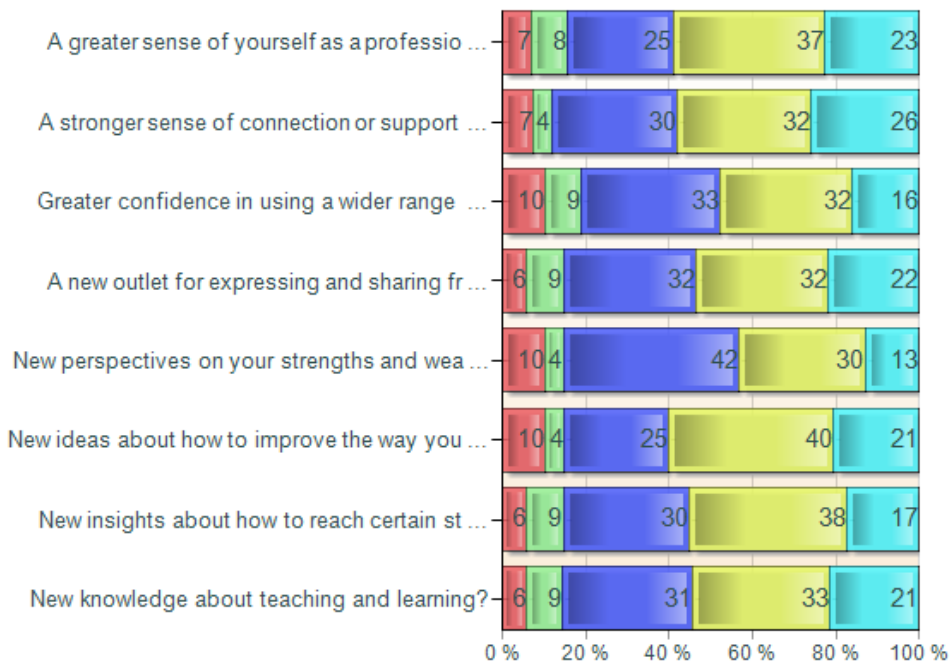 A greater sense of yourself as a professio ... 7 8 25 37 23
A stronger sense of connection or support ... 7 4 30 32 26
Greater confidence in using a wider range ... 10 9 33 32 16
A new outlet for expressing and sharing fr ... 6 9 32 32 22
New perspectives on your strengths and wea ... 10 4 42 30 13
New ideas about how to improve the way you ... 10 4 25 40 21
New insights about how to reach certain st ... 6 9 30 38 17
New knowledge about teaching and learning? 6 9 31 33 21
0 % 20 % 40 % 60 % 80 % 100 %